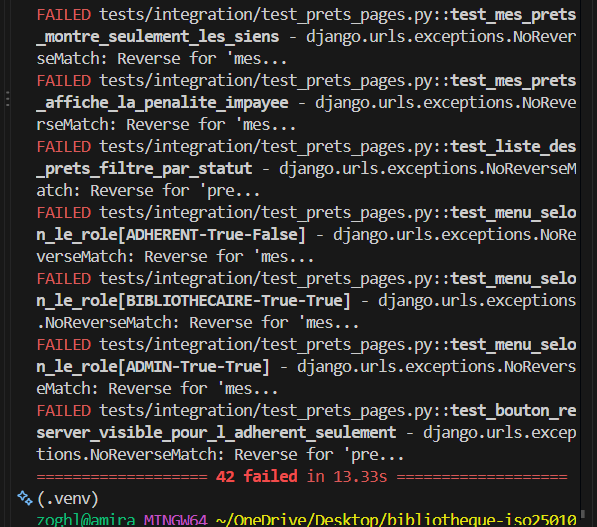 FAILED tests/integration/test_prets_pages.py::test_mes_prets
_montre_seulement_les_siens - django.urls.exceptions.NoRever
seMatch: Reverse for 'mes...
FAILED tests/integration/test_prets_pages.py::test_mes_prets
_affiche_la_penalite_impayee - django.urls.exceptions.NoReve
rseMatch: Reverse for 'mes...
FAILED tests/integration/test_prets_pages.py::test_liste_des
_prets_filtre_par_statut - django.urls.exceptions.NoReverseM
atch: Reverse for 'pre...
FAILED tests/integration/test_prets_pages.py::test_menu_selo
n_le_role[ADHERENT-True-False] - django.urls.exceptions.NoRe
verseMatch: Reverse for 'mes...
FAILED tests/integration/test_prets_pages.py::test_menu_selo
n_le_role[BIBLIOTHECAIRE-True-True] - django.urls.exceptions
.NoReverseMatch: Reverse for 'mes...
FAILED tests/integration/test_prets_pages.py::test_menu_selo
n_le_role[ADMIN-True-True] - django.urls.exceptions.NoRevers
eMatch: Reverse for 'mes...
FAILED tests/integration/test_prets_pages.py::test_bouton_re
server_visible_pour_l_adherent_seulement - django.urls.excep
tions.NoReverseMatch: Reverse for 'pre...
=================== 42 failed in 13.33s ==================
(.venv)
zoghl@amira MINGW64 ~/OneDrive/Desktop/bibliotheque-iso25010